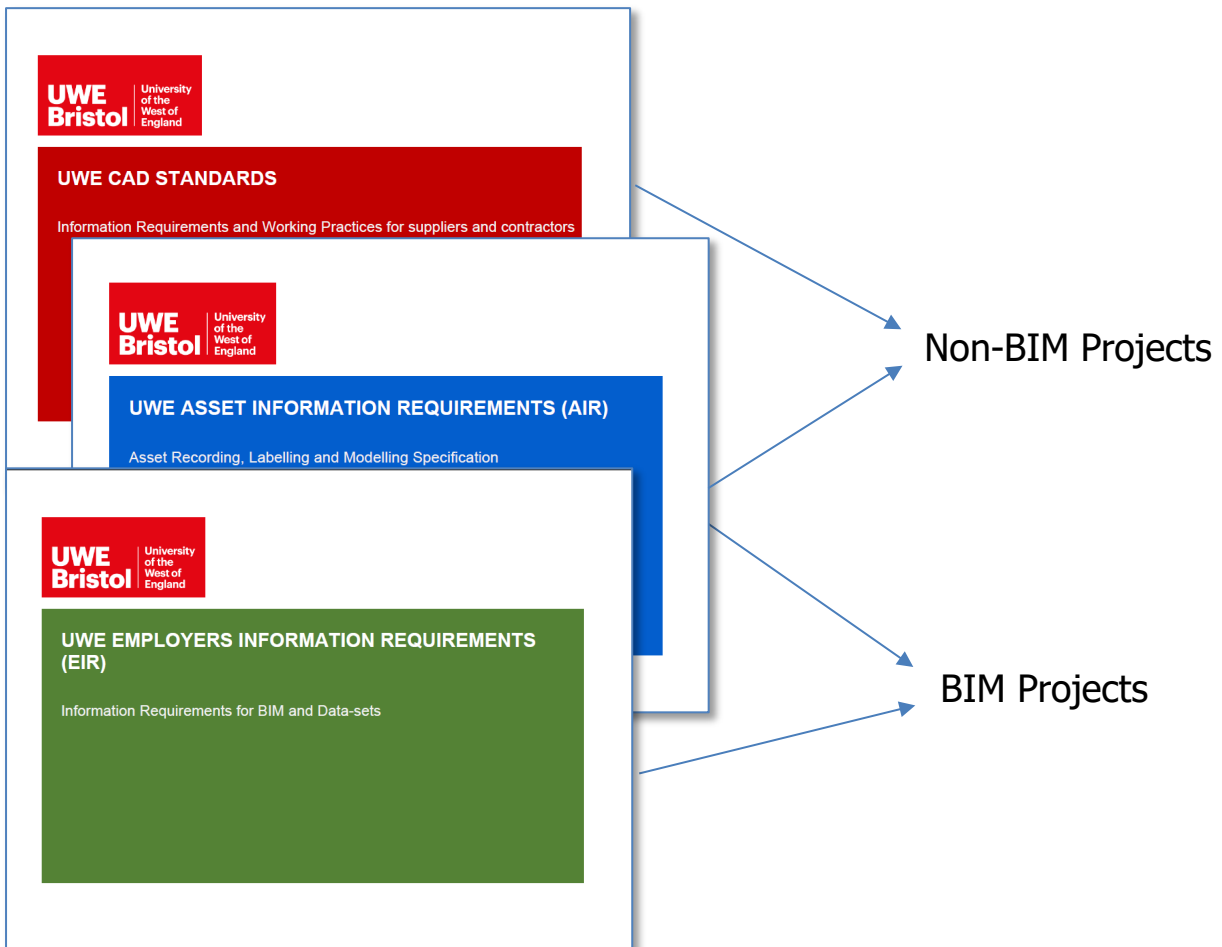 UWE
Bristol
University
of the
West of
England
UWE CAD STANDARDS
Information Requirements and Working Practices for suppliers and contractors
UWE
Bristol
University
of the
West of
England
UWE ASSET INFORMATION REQUIREMENTS (AIR)
Asset Recording, Labelling and Modelling Specification
UWE
Bristol
University
of the
West of
England
UWE EMPLOYERS INFORMATION REQUIREMENTS
(EIR)
Information Requirements for BIM and Data-sets
Non-BIM Projects
BIM Projects